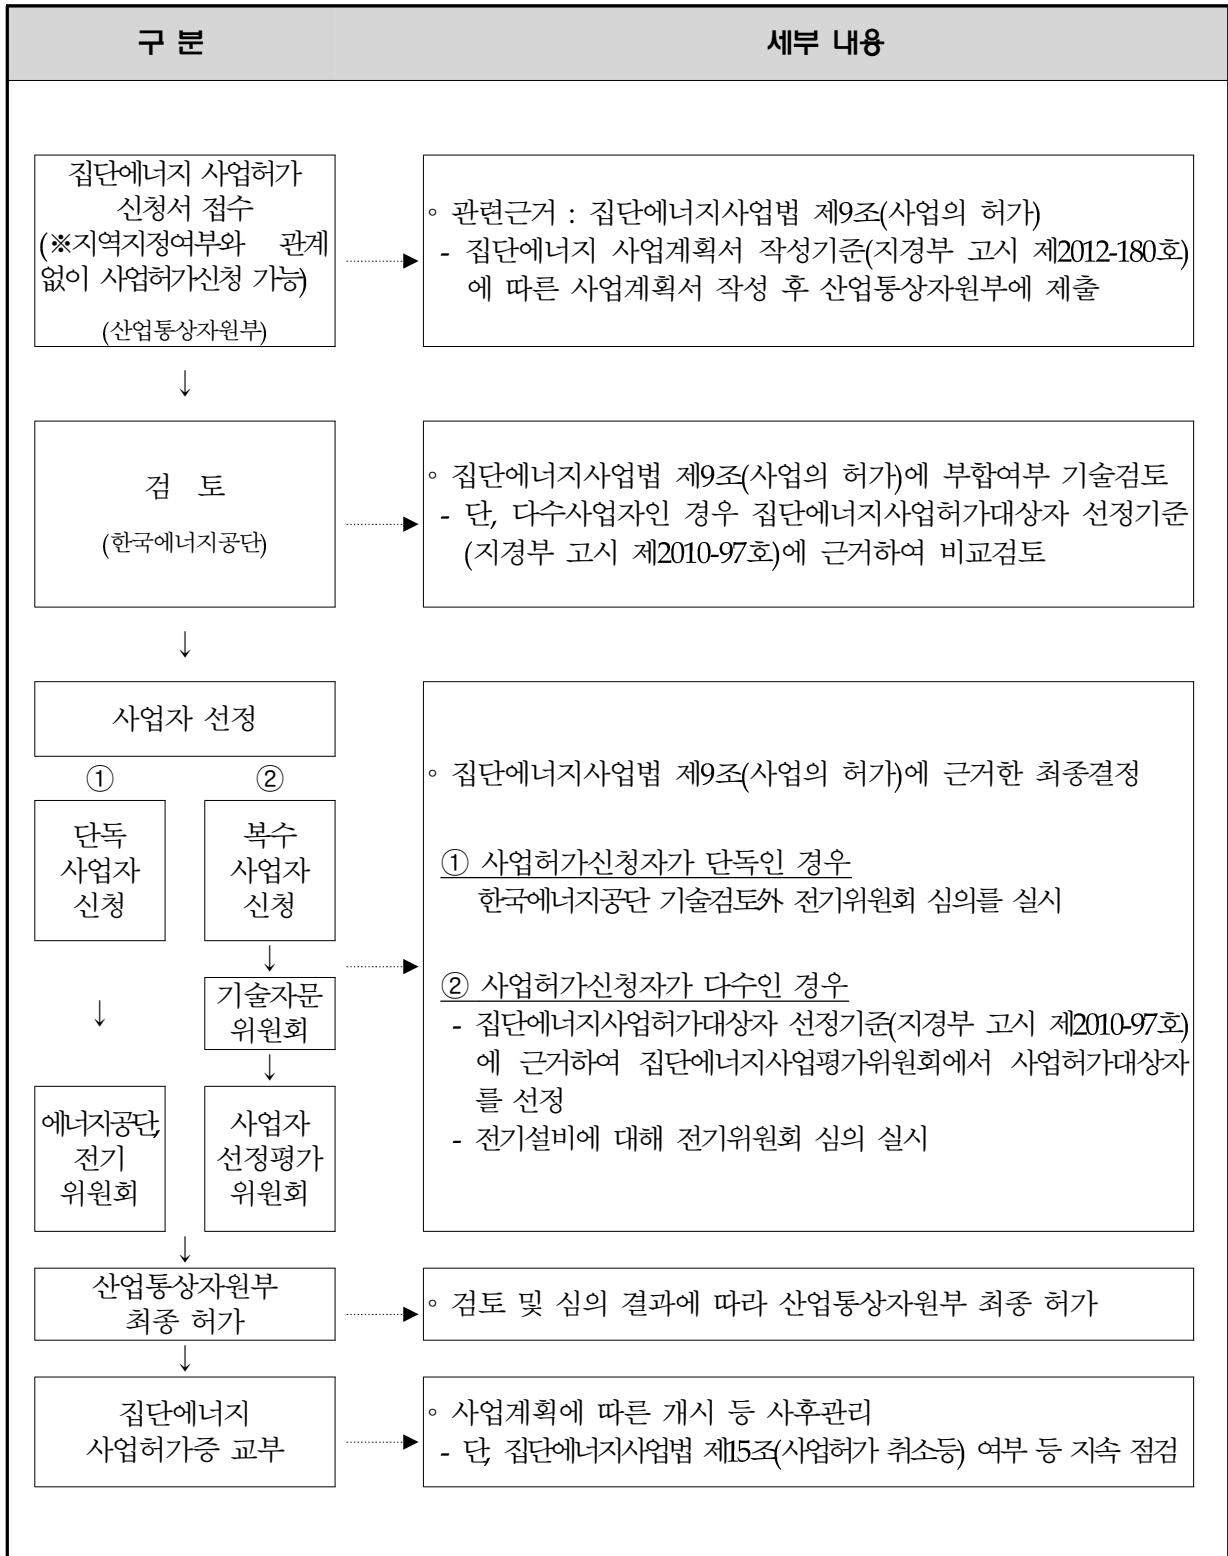 구 분
세부 내용
집단에너지 사업허가
신청서 접수
(※지역지정여부와 관계
없이 사업허가신청 가능)
(산업통상자원부)
◦ 관련근거 : 집단에너지사업법 제9조(사업의 허가)
- 집단에너지 사업계획서 작성기준(지경부 고시 제2012-180호)
에 따른 사업계획서 작성 후 산업통상자원부에 제출
↓
검 토
(한국에너지공단)
◦ 집단에너지사업법 제9조(사업의 허가)에 부합여부 기술검토
- 단, 다수사업자인 경우 집단에너지사업허가대상자 선정기준
(지경부 고시 제2010-97호)에 근거하여 비교검토
↓
사업자 선정
①
②
단독
사업자
신청
복수
사업자
신청
↓
↓
기술자문
위원회
↓
에너지공단,
전기
위원회
사업자
선정평가
위원회
◦ 집단에너지사업법 제9조(사업의 허가)에 근거한 최종결정
① 사업허가신청자가 단독인 경우
한국에너지공단 기술검토外 전기위원회 심의를 실시
② 사업허가신청자가 다수인 경우
- 집단에너지사업허가대상자 선정기준(지경부 고시 제2010-97호)
에 근거하여 집단에너지사업평가위원회에서 사업허가대상자
를 선정
- 전기설비에 대해 전기위원회 심의 실시
↓
산업통상자원부
최종 허가
◦ 검토 및 심의 결과에 따라 산업통상자원부 최종 허가
↓
집단에너지
사업허가증 교부
◦ 사업계획에 따른 개시 등 사후관리
- 단, 집단에너지사업법 제15조(사업허가 취소등) 여부 등 지속 점검